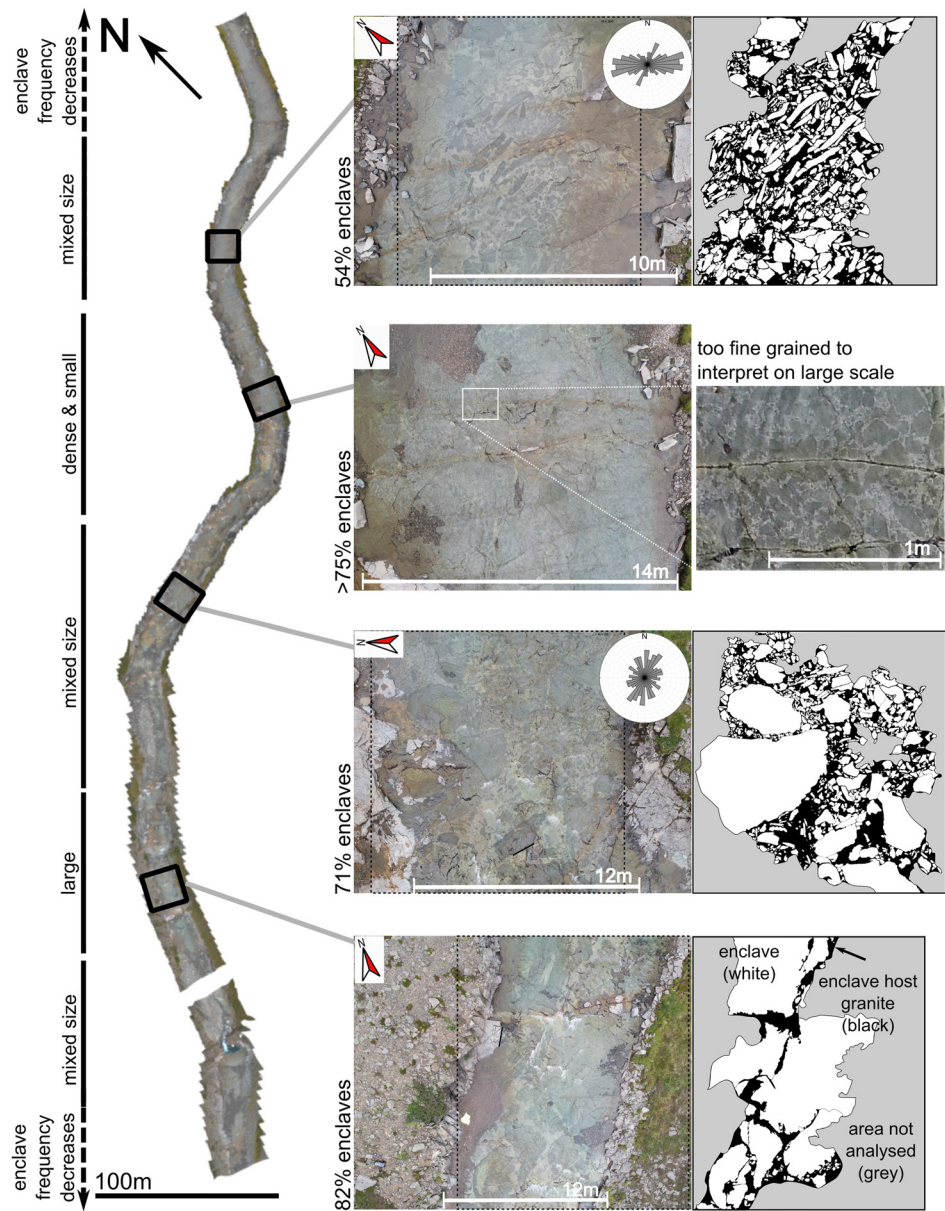 enclave
frequency
decreases
mixed size
dense & small
mixed size
large
mixed size
enclave
frequency
decreases
N
100m
N
N
54% enclaves
10m
N
too fine grained to
interpret on large scale
>75% enclaves
14m
1m
N
N
71% enclaves
12m
N
enclave
(white)
enclave host
granite
(black)
area not
analysed
(grey)
82% enclaves
12m